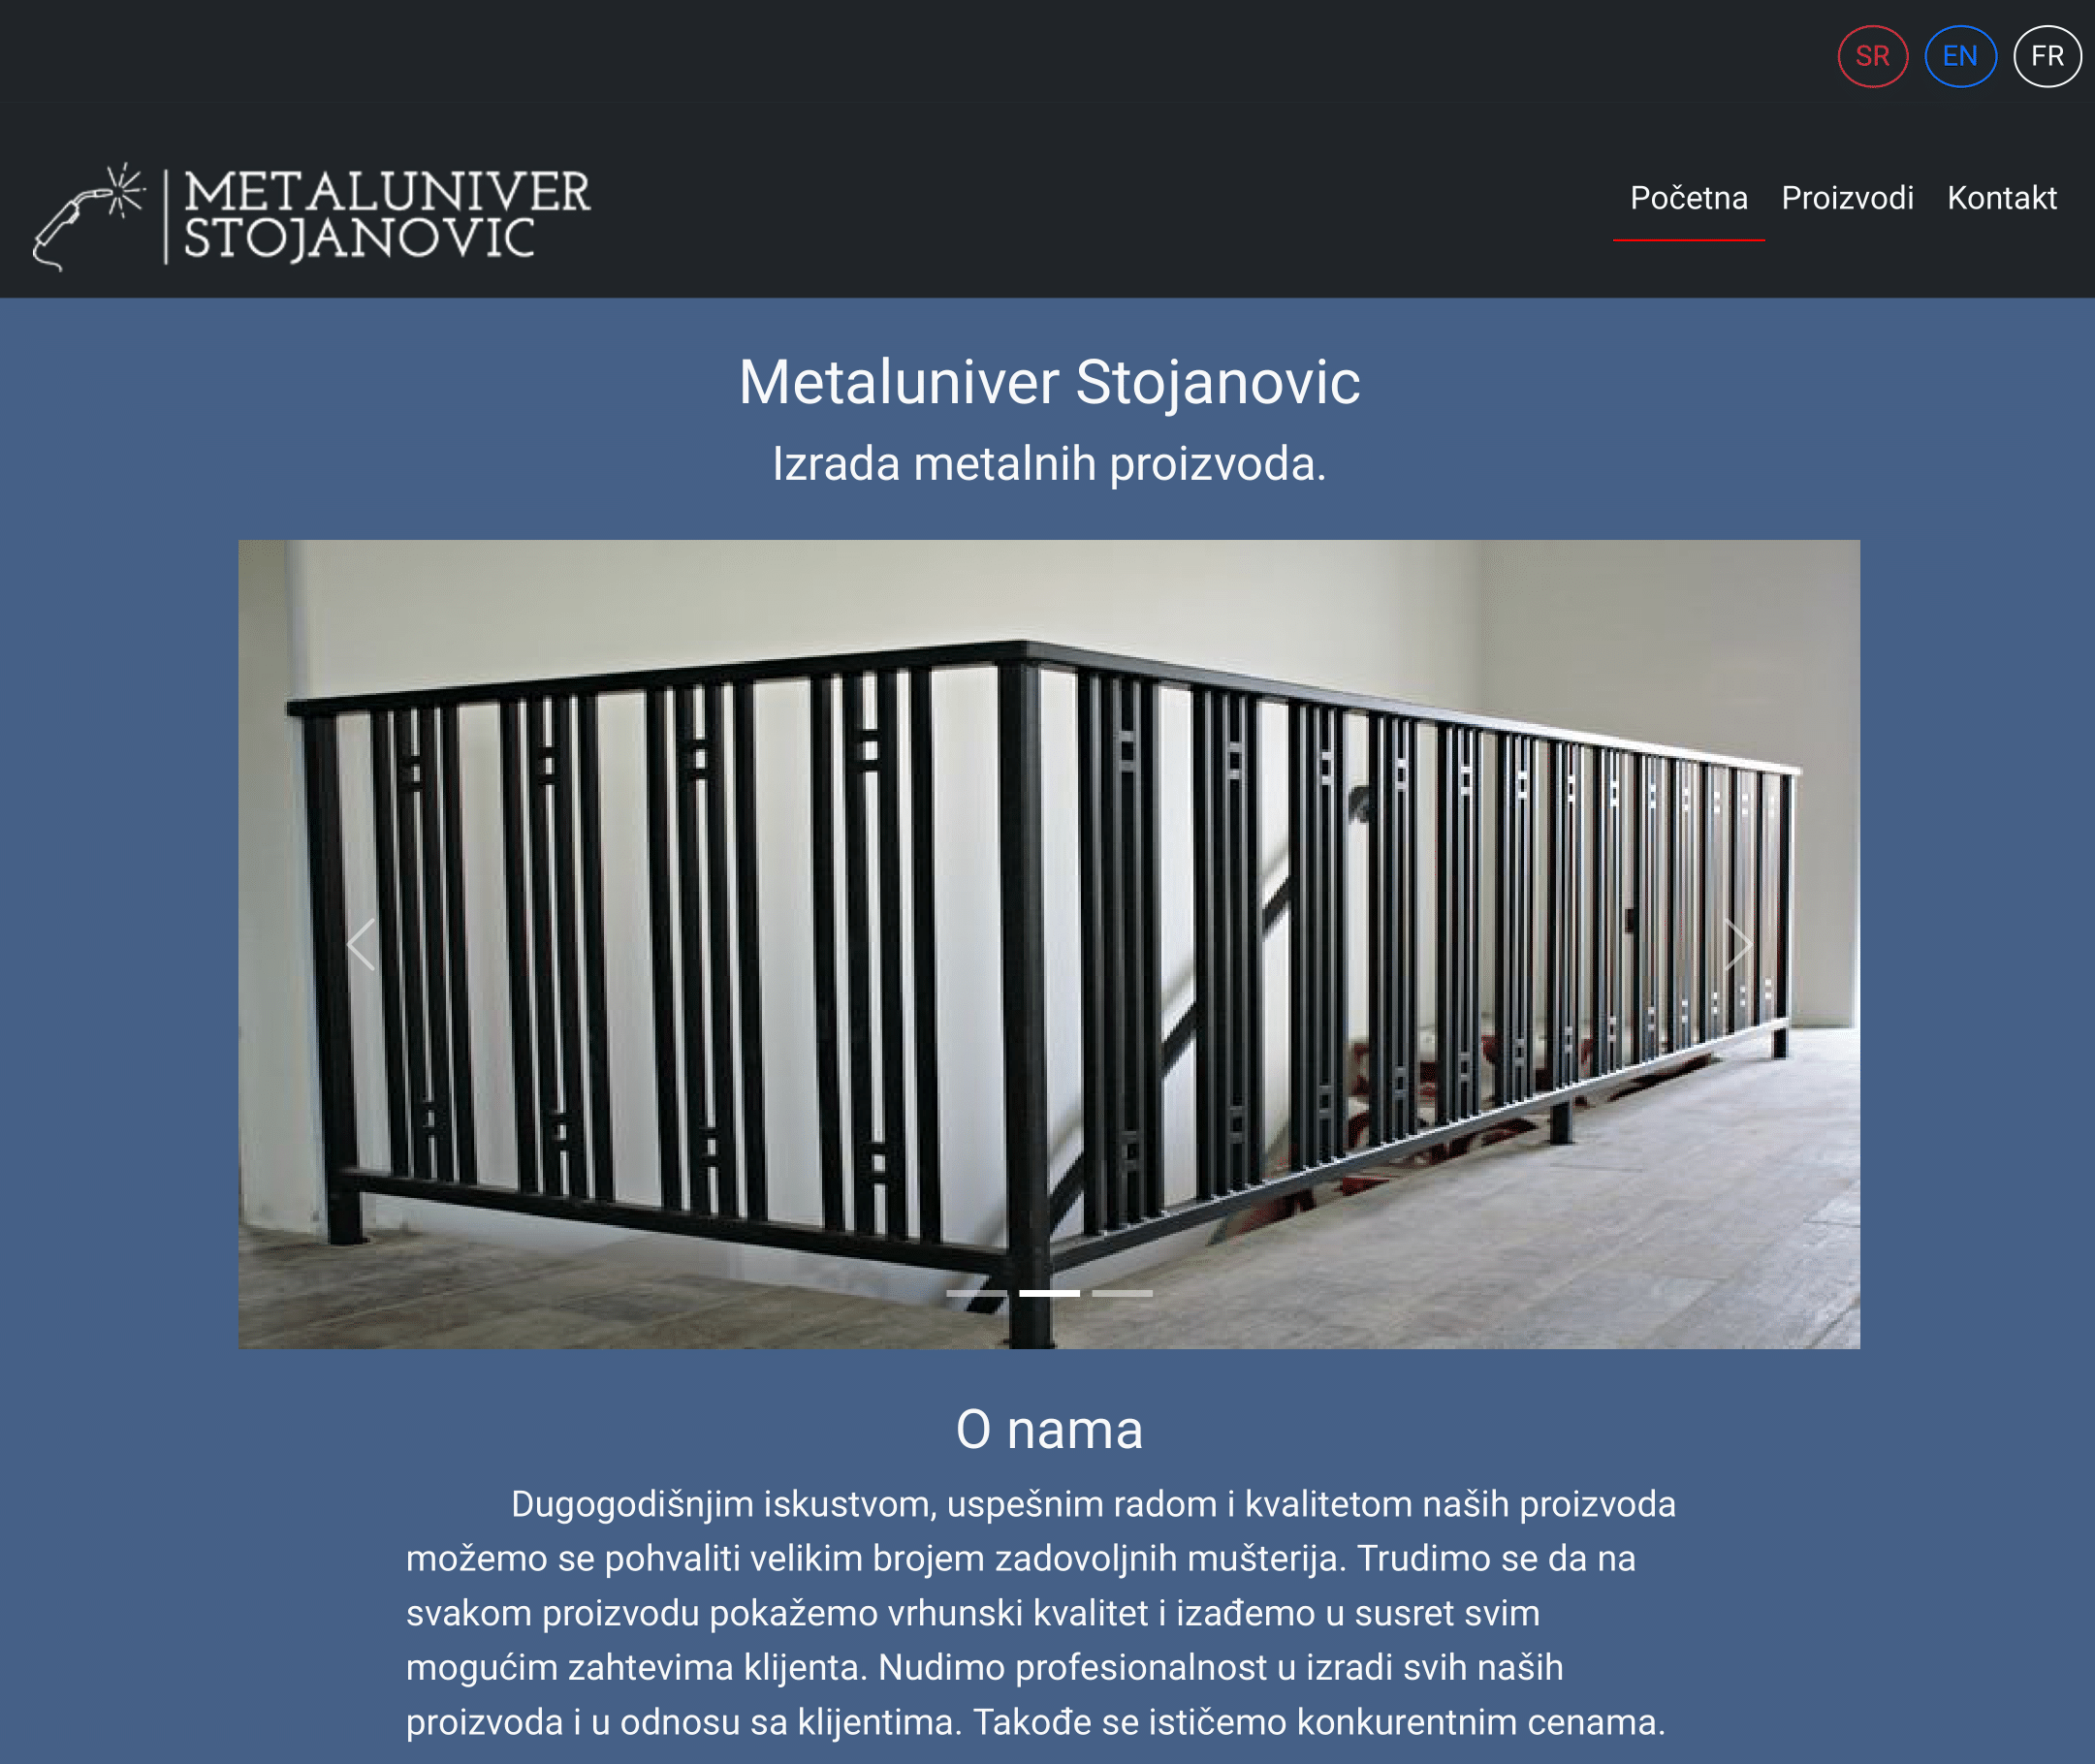 SR EN FR
METALUNIVER
STOJANOVIC
Početna Proizvodi Kontakt
Metaluniver Stojanovic
Izrada metalnih proizvoda.
O nama
Dugogodišnjim iskustvom, uspešnim radom i kvalitetom naših proizvoda
možemo se pohvaliti velikim brojem zadovoljnih mušterija. Trudimo se da na
svakom proizvodu pokažemo vrhunski kvalitet i izađemo u susret svim
mogućim zahtevima klijenta. Nudimo profesionalnost u izradi svih naših
proizvoda i u odnosu sa klijentima. Takođe se ističemo konkurentnim cenama.